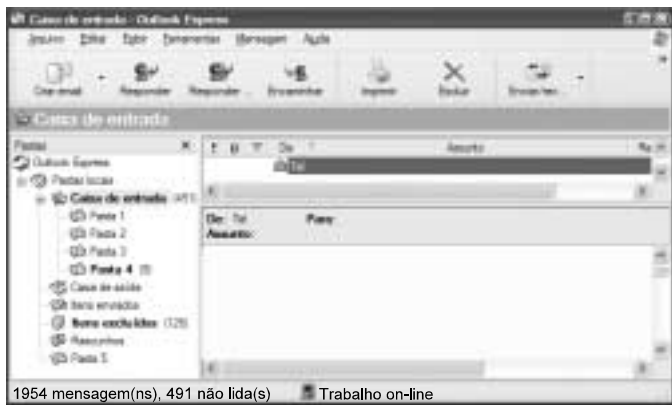 Caixa de entrada - Outlook Express
Arquivo Editar Exibir Ferramentas Mensagem Ajuda
Criar email Responder Responder ... Encaminhar Imprimir Excluir Enviar/rec...
Caixa de entrada
Pastas
! De Assunto
Outlook Express
Pastas locais
Caixa de entrada (491)
Pasta 1
Pasta 2
Pasta 3
Pasta 4
Caixa de saída
Itens enviados
Itens excluídos
Rascunhos
Pasta 5
De: Para:
Assunto:
1954 mensagem(ns), 491 não lida(s) Trabalho on-line